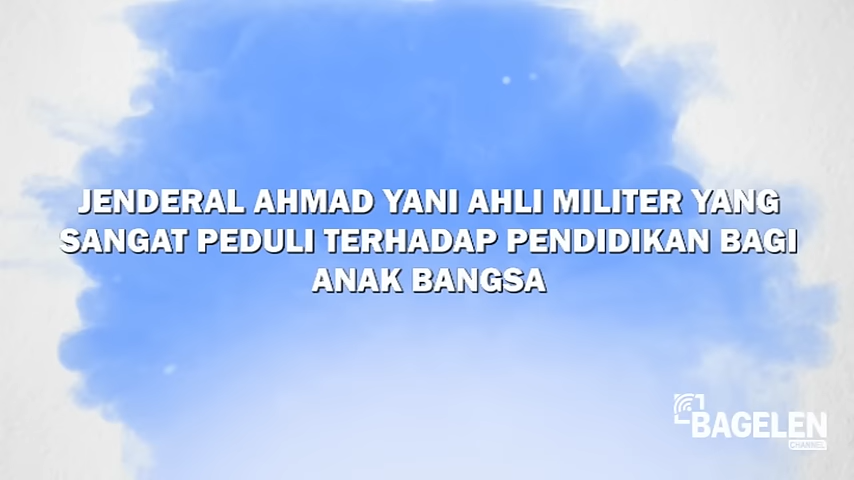 JENDERAL AHMAD YANI AHLI MILITER YANG
SANGAT PEDULI TERHADAP PENDIDIKAN BAGI
ANAK BANGSA
BAGELEN
CHANNEL